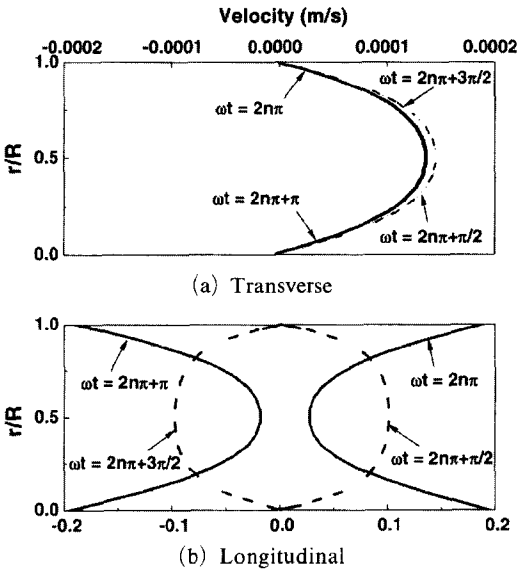 Velocity (m/s)
-0.0002 -0.0001 0.0000 0.0001 0.0002
1.0
ωt = 2nπ+3π/2
ωt = 2nπ
r/R
0.5
ωt = 2nπ+π
ωt = 2nπ+π/2
0.0
(a) Transverse
1.0
ωt = 2nπ+π
ωt = 2nπ
r/R
0.5
ωt = 2nπ+3π/2
ωt = 2nπ+π/2
0.0
-0.2 -0.1 0.0 0.1 0.2
(b) Longitudinal